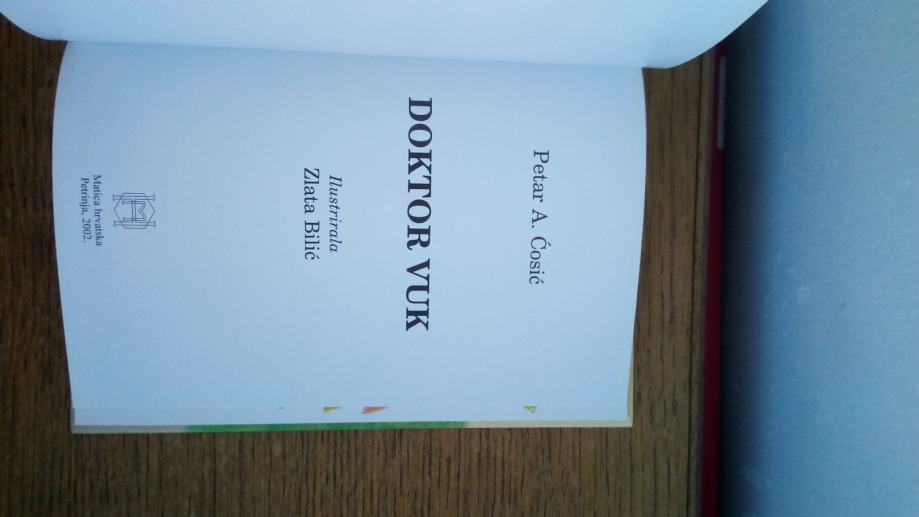 Petar A. Ćosić
DOKTOR VUK
Ilustrirala
Zlata Bilić
Matica hrvatska
Petrinja, 2002.